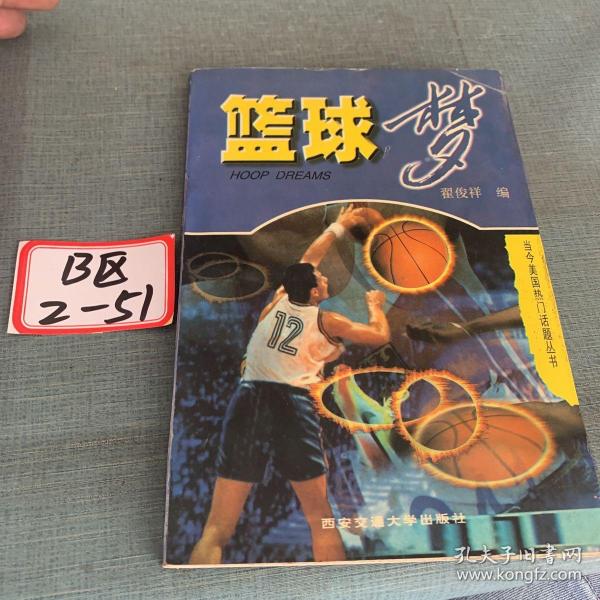 篮球梦
HOOP DREAMS
翟俊祥 编
当今美国热门话题丛书
12
西安交通大学出版社
B区
2-51
孔夫子旧书网
www.kongfz.com